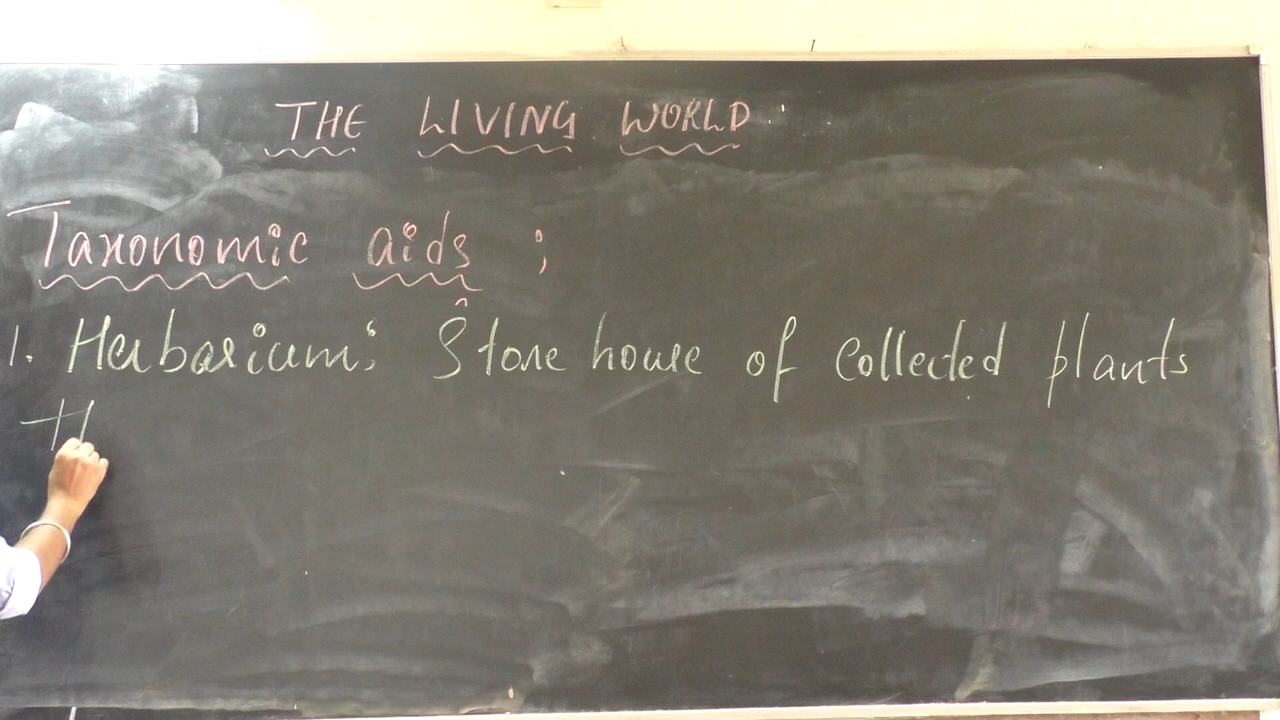 THE LIVING WORLD
Taxonomic aids ;
1. Herbarium: Store house of collected plants
H